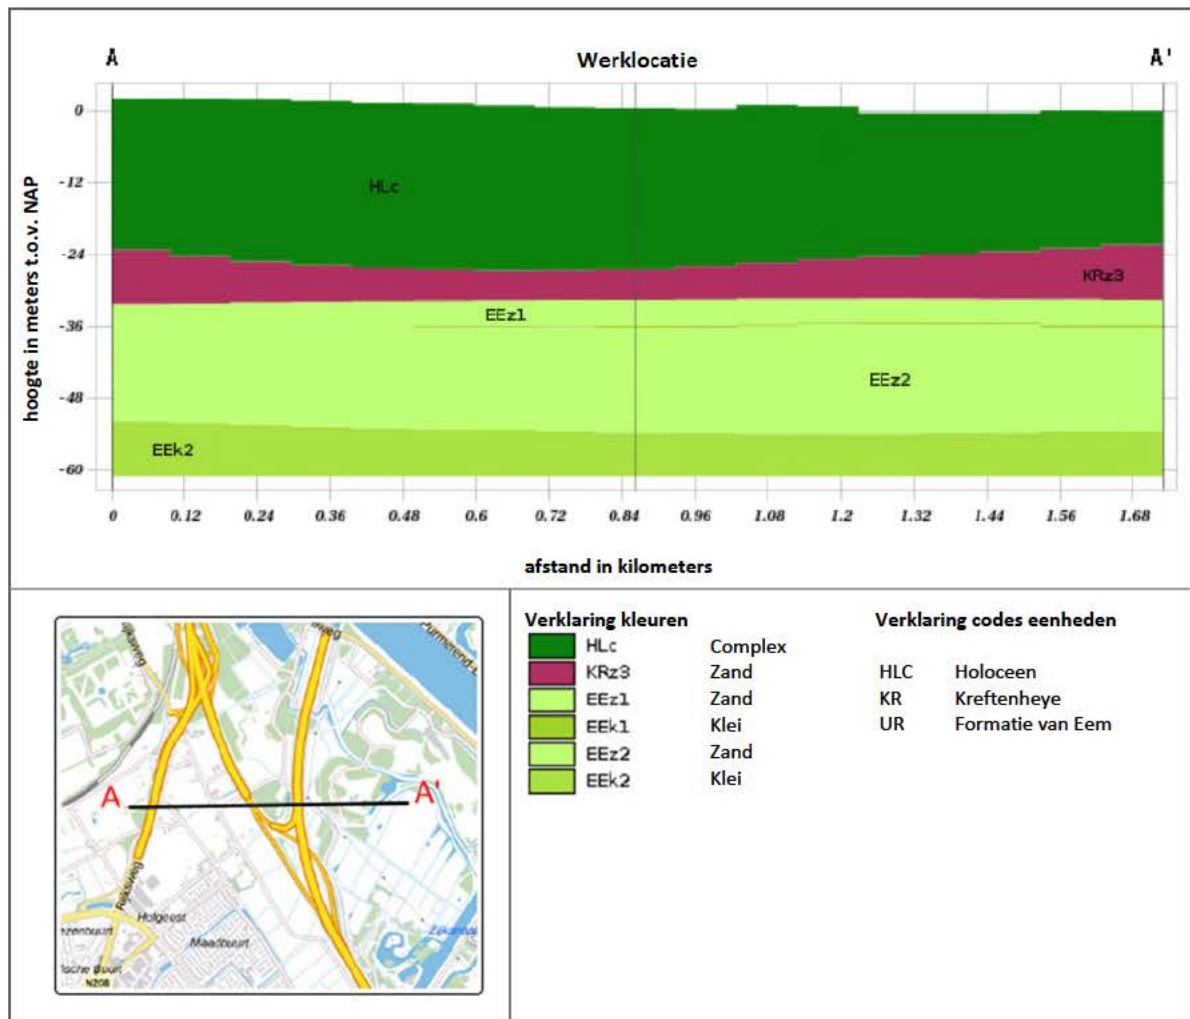 A Werklocatie A'
hoogte in meters t.o.v. NAP
0
-12
-24
-36
-48
-60
HLc
KRz3
EEz1
EEz2
EEk2
0 0.12 0.24 0.36 0.48 0.6 0.72 0.84 0.96 1.08 1.2 1.32 1.44 1.56 1.68
afstand in kilometers
Rijksweg
A A'
Hofgeest
Maadbuurt
N208
Verklaring kleuren
HLc Complex
KRz3 Zand
EEz1 Zand
EEk1 Klei
EEz2 Zand
EEk2 Klei
Verklaring codes eenheden
HLC Holoceen
KR Kreftenheye
UR Formatie van Eem